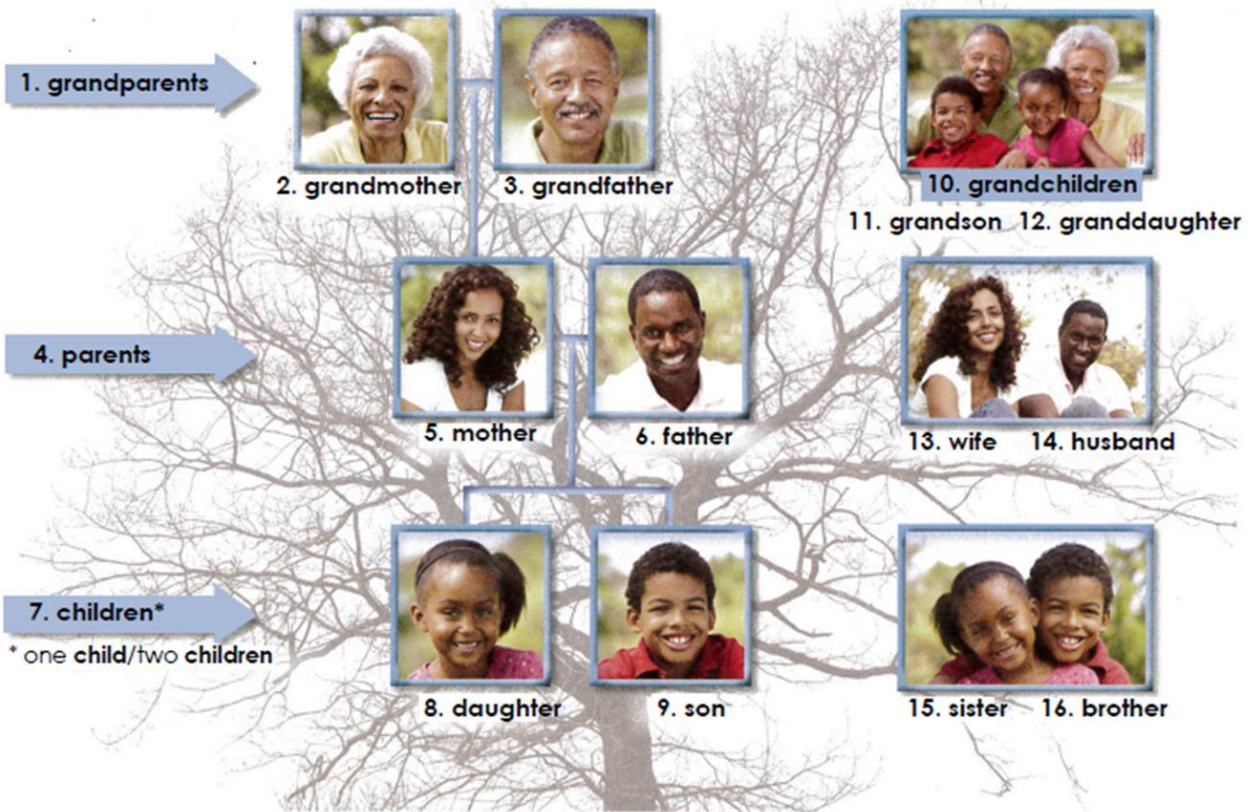 1. grandparents
2. grandmother
3. grandfather
10. grandchildren
11. grandson 12. granddaughter
4. parents
5. mother
6. father
13. wife 14. husband
7. children*
* one child/two children
8. daughter
9. son
15. sister 16. brother